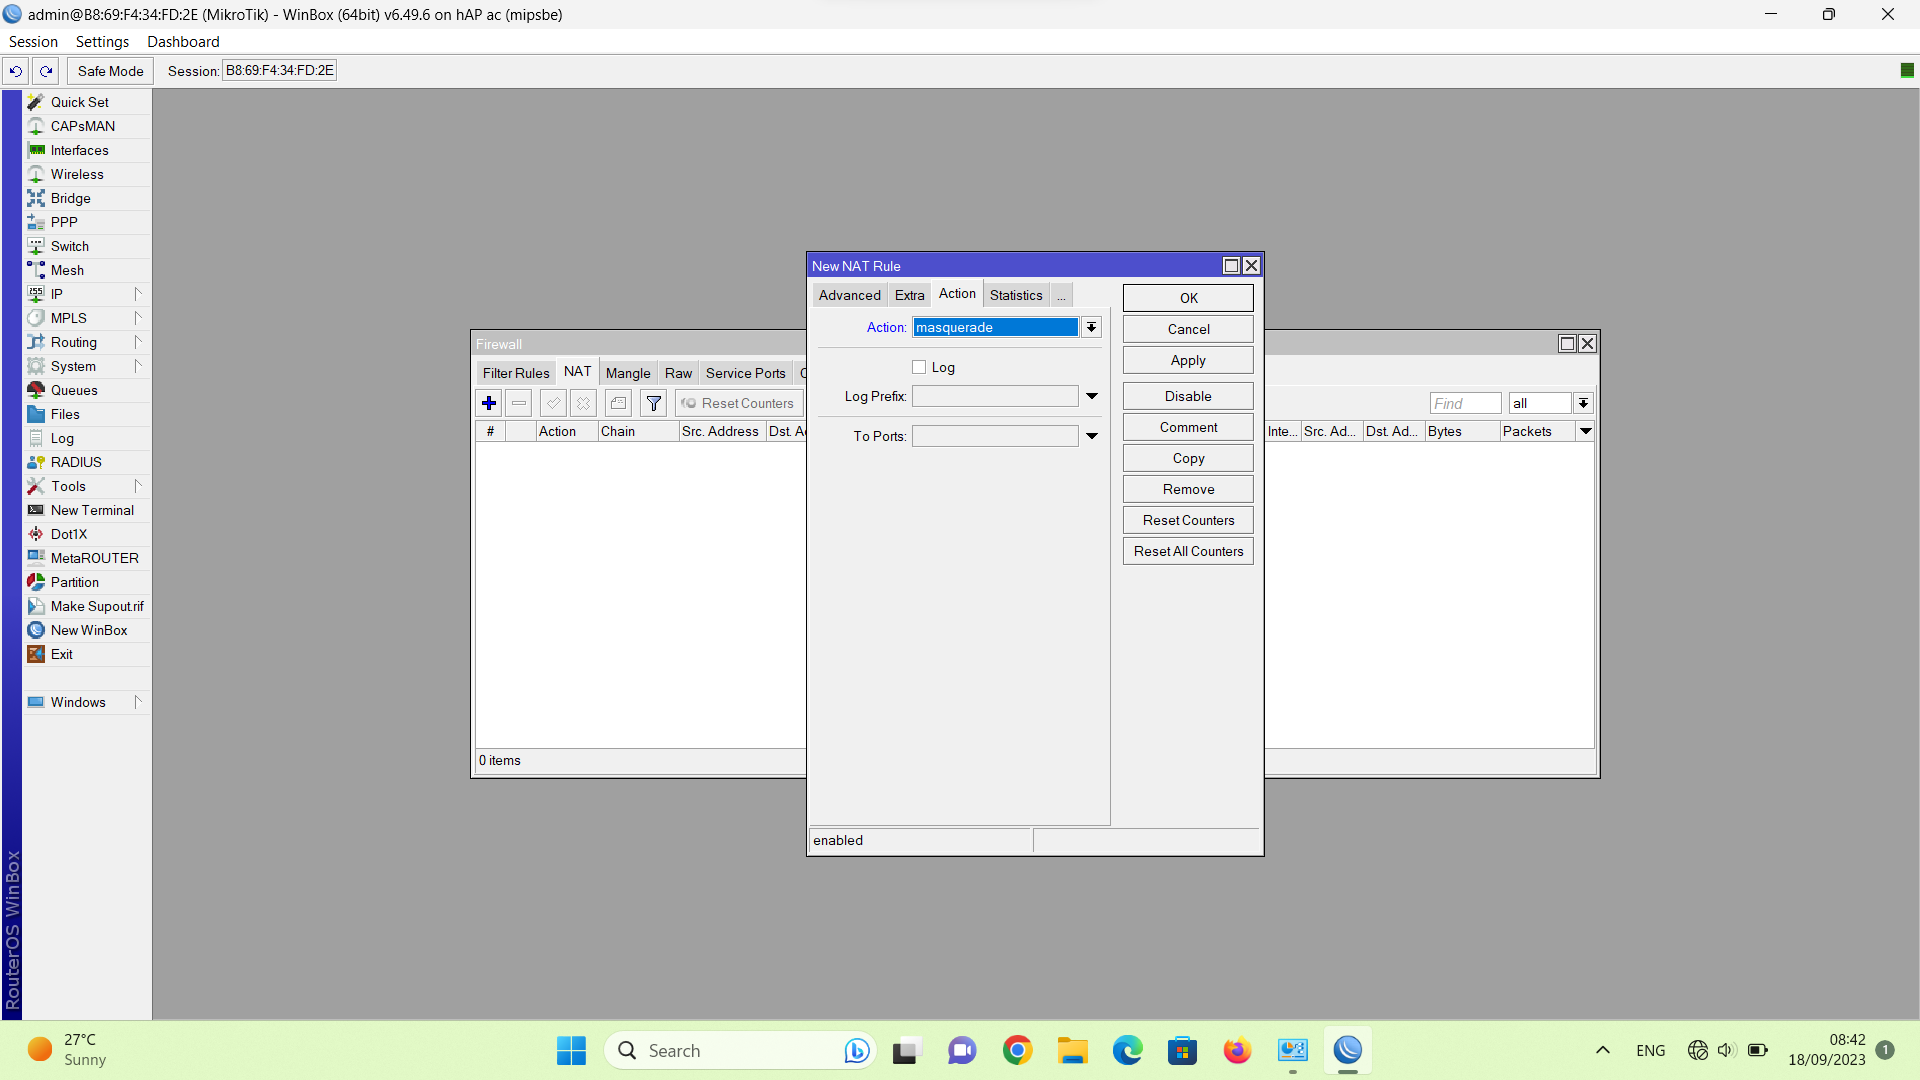 admin@B8:69:F4:34:FD:2E (MikroTik) - WinBox (64bit) v6.49.6 on hAP ac (mipsbe)
Session Settings Dashboard
Safe Mode Session: B8:69:F4:34:FD:2E
Quick Set
CAPsMAN
Interfaces
Wireless
Bridge
PPP
Switch
Mesh
IP
MPLS
Routing
System
Queues
Files
Log
RADIUS
Tools
New Terminal
Dot1X
MetaROUTER
Partition
Make Supout.rif
New WinBox
Exit
Windows
RouterOS WinBox
Firewall
Filter Rules NAT Mangle Raw Service Ports
Reset Counters
Find all
# Action Chain Src. Address Dst. A
Inte... Src. Ad... Dst. Ad... Bytes Packets
0 items
New NAT Rule
Advanced Extra Action Statistics ...
Action: masquerade
Log
Log Prefix:
To Ports:
OK
Cancel
Apply
Disable
Comment
Copy
Remove
Reset Counters
Reset All Counters
enabled
27°C
Sunny
Search
ENG
08:42
18/09/2023
1